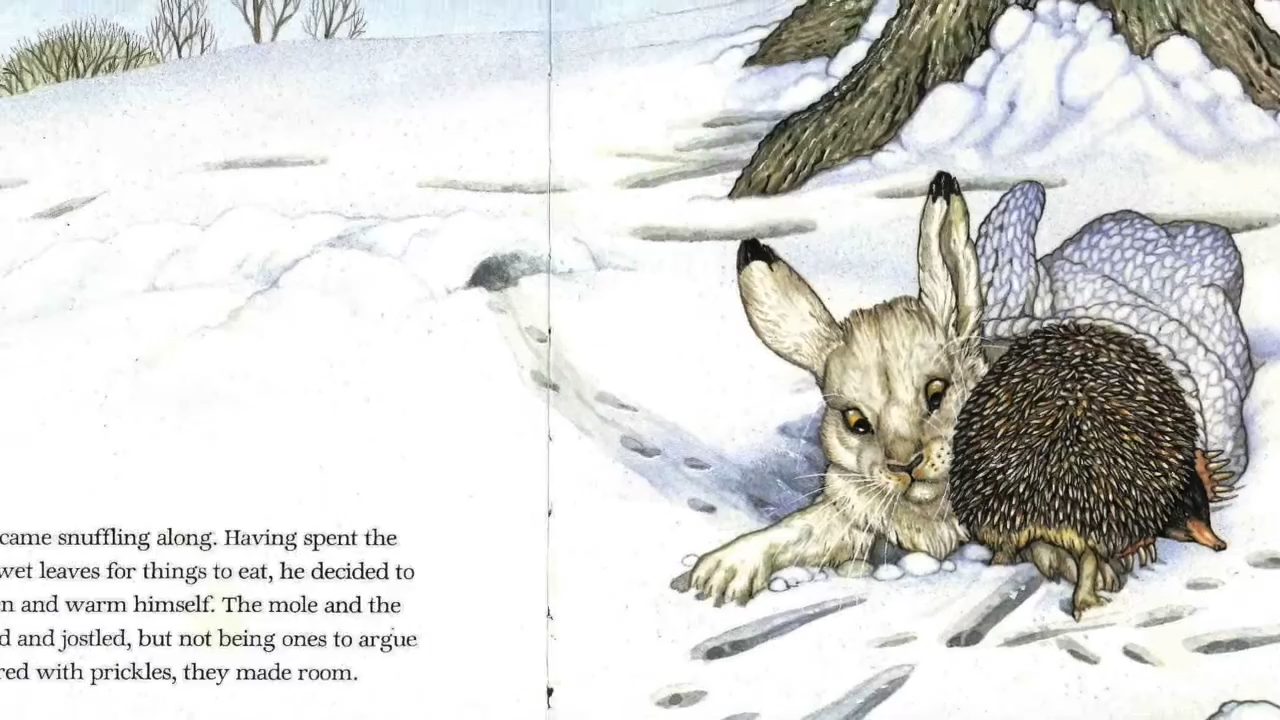 came snuffling along. Having spent the
wet leaves for things to eat, he decided to
n and warm himself. The mole and the
d and jostled, but not being ones to argue
red with prickles, they made room.